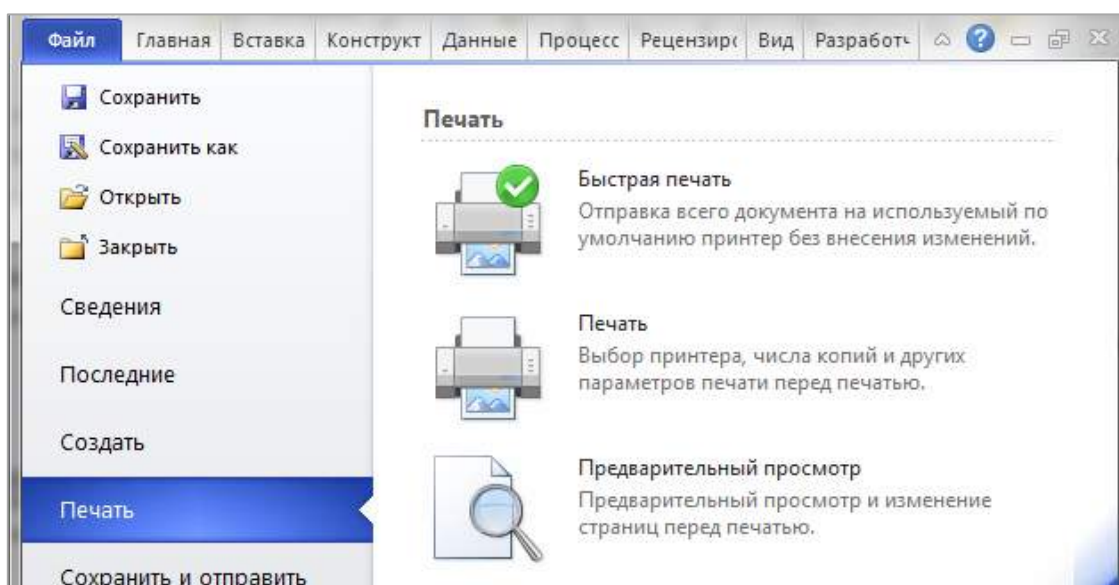 Файл Главная Вставка Конструкт Данные Процесс Рецензиро Вид Разработч
Сохранить
Сохранить как
Открыть
Закрыть
Сведения
Последние
Создать
Печать
Сохранить и отправить
Печать
Быстрая печать
Отправка всего документа на используемый по
умолчанию принтер без внесения изменений.
Печать
Выбор принтера, числа копий и других
параметров печати перед печатью.
Предварительный просмотр
Предварительный просмотр и изменение
страниц перед печатью.